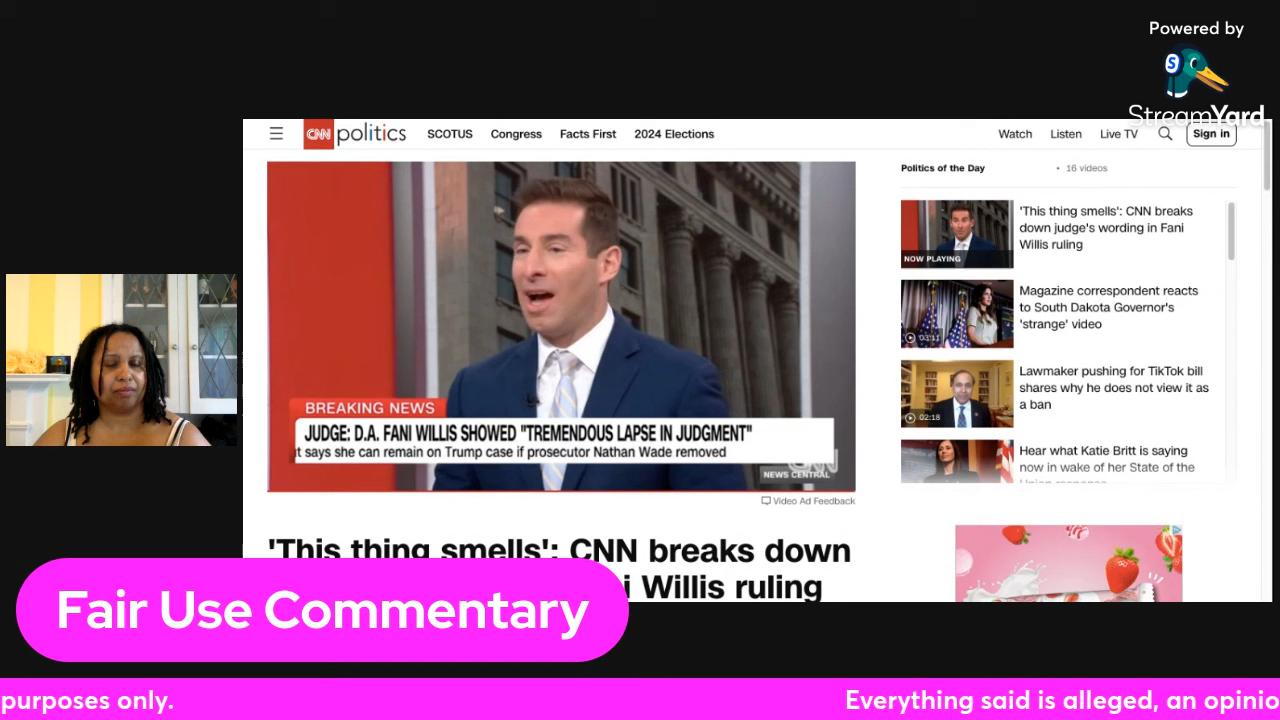 Powered by
StreamYard
CNN politics SCOTUS Congress Facts First 2024 Elections Watch Listen Live TV Sign in
Politics of the Day • 16 videos
'This thing smells': CNN breaks
down judge's wording in Fani
Willis ruling
NOW PLAYING
Magazine correspondent reacts
to South Dakota Governor's
'strange' video
03:11
Lawmaker pushing for TikTok bill
shares why he does not view it as
a ban
02:18
Hear what Katie Britt is saying
now in wake of her State of the
Union response
BREAKING NEWS
JUDGE: D.A. FANI WILLIS SHOWED "TREMENDOUS LAPSE IN JUDGMENT"
t says she can remain on Trump case if prosecutor Nathan Wade removed
CNN
NEWS CENTRAL
Video Ad Feedback
'This thing smells': CNN breaks down
i Willis ruling
Fair Use Commentary
purposes only. Everything said is alleged, an opinio